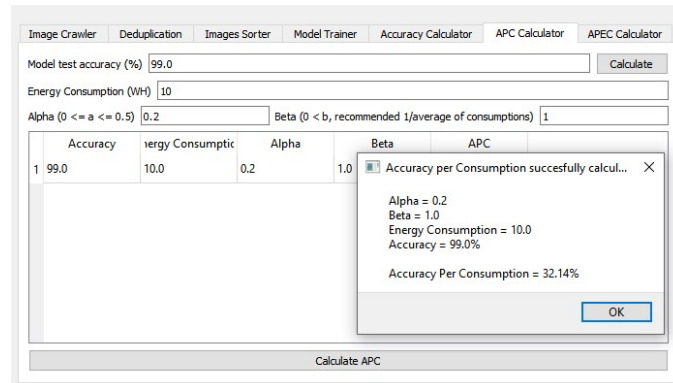 Image Crawler Deduplication Images Sorter Model Trainer Accuracy Calculator APC Calculator APEC Calculator
Model test accuracy (%) 99.0 Calculate
Energy Consumption (WH) 10
Alpha (0 <= a <= 0.5) 0.2 Beta (0 < b, recommended 1/average of consumptions) 1
Accuracy nergy Consumptic Alpha Beta APC
1 99.0 10.0 0.2 1.0
Accuracy per Consumption succesfully calcul... X
Alpha = 0.2
Beta = 1.0
Energy Consumption = 10.0
Accuracy = 99.0%
Accuracy Per Consumption = 32.14%
OK
Calculate APC